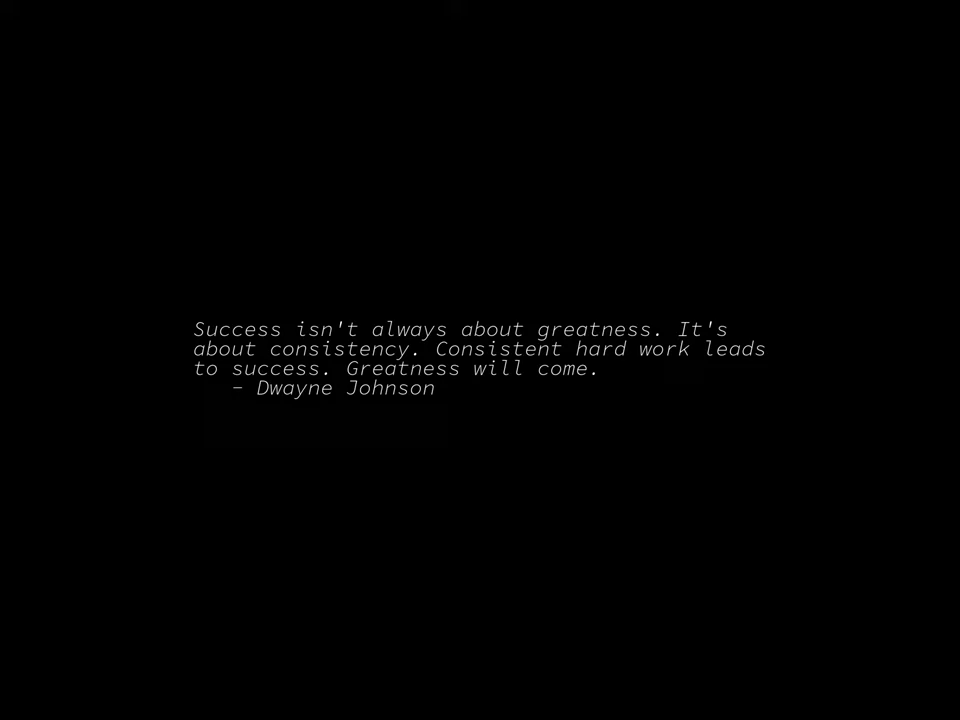 Success isn't always about greatness. It's
about consistency. Consistent hard work leads
to success. Greatness will come.
- Dwayne Johnson